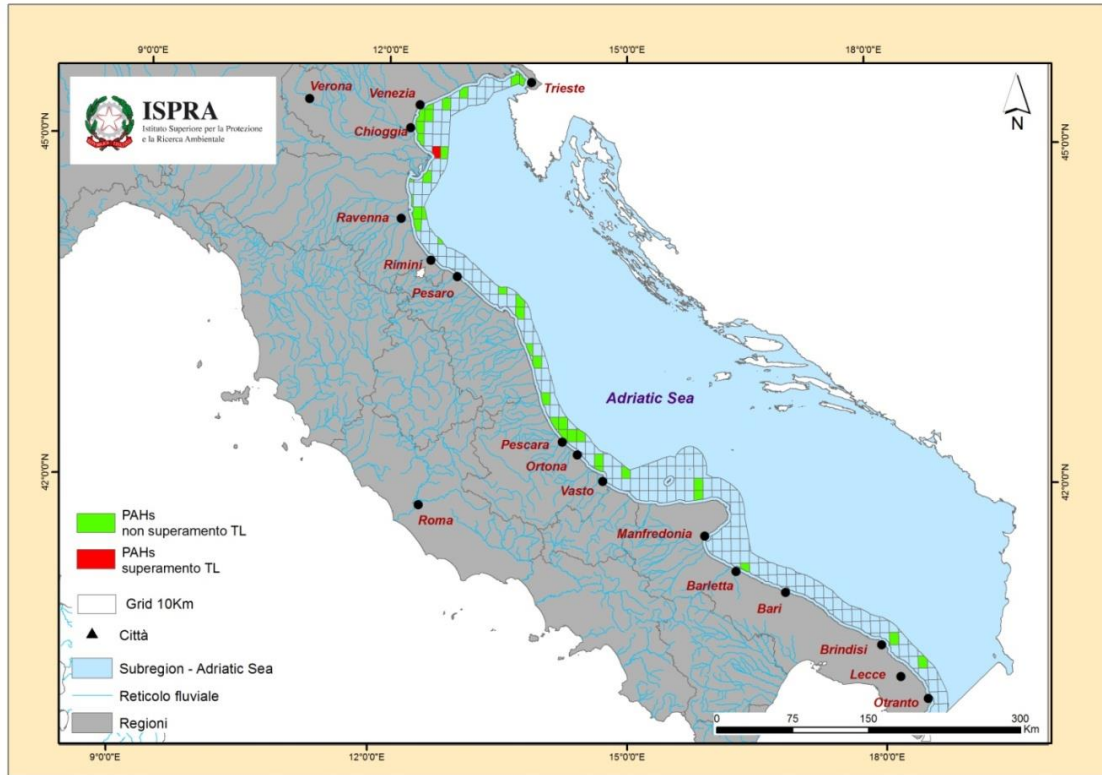 9°0'0"E
12°0'0"E
15°0'0"E
18°0'0"E
ISPRA
Istituto Superiore per la Protezione
e la Ricerca Ambientale
45°0'0"N
45°0'0"N
42°0'0"N
42°0'0"N
N
Verona
Venezia
Trieste
Chioggia
Ravenna
Rimini
Pesaro
Adriatic Sea
Pescara
Ortona
Vasto
Roma
Manfredonia
Barletta
Bari
Brindisi
Lecce
Otranto
PAHs
non superamento TL
PAHs
superamento TL
Grid 10Km
Città
Subregion - Adriatic Sea
Reticolo fluviale
Regioni
0 75 150 300
Km
9°0'0"E
12°0'0"E
15°0'0"E
18°0'0"E